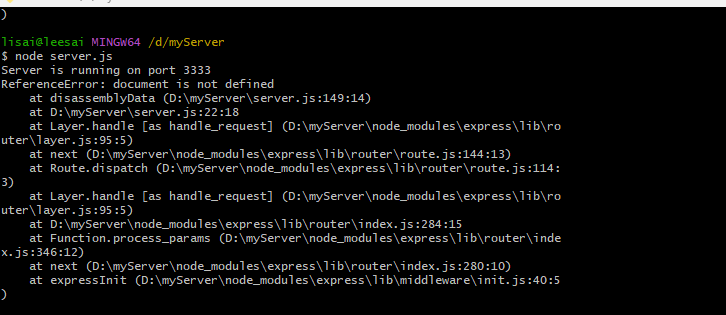 )
lisai@leesai MINGW64 /d/myServer
$ node server.js
Server is running on port 3333
ReferenceError: document is not defined
    at disassemblyData (D:\myServer\server.js:149:14)
    at D:\myServer\server.js:22:18
    at Layer.handle [as handle_request] (D:\myServer\node_modules\express\lib\ro
uter\layer.js:95:5)
    at next (D:\myServer\node_modules\express\lib\router\route.js:144:13)
    at Route.dispatch (D:\myServer\node_modules\express\lib\router\route.js:114:
3)
    at Layer.handle [as handle_request] (D:\myServer\node_modules\express\lib\ro
uter\layer.js:95:5)
    at D:\myServer\node_modules\express\lib\router\index.js:284:15
    at Function.process_params (D:\myServer\node_modules\express\lib\router\inde
x.js:346:12)
    at next (D:\myServer\node_modules\express\lib\router\index.js:280:10)
    at expressInit (D:\myServer\node_modules\express\lib\middleware\init.js:40:5
)